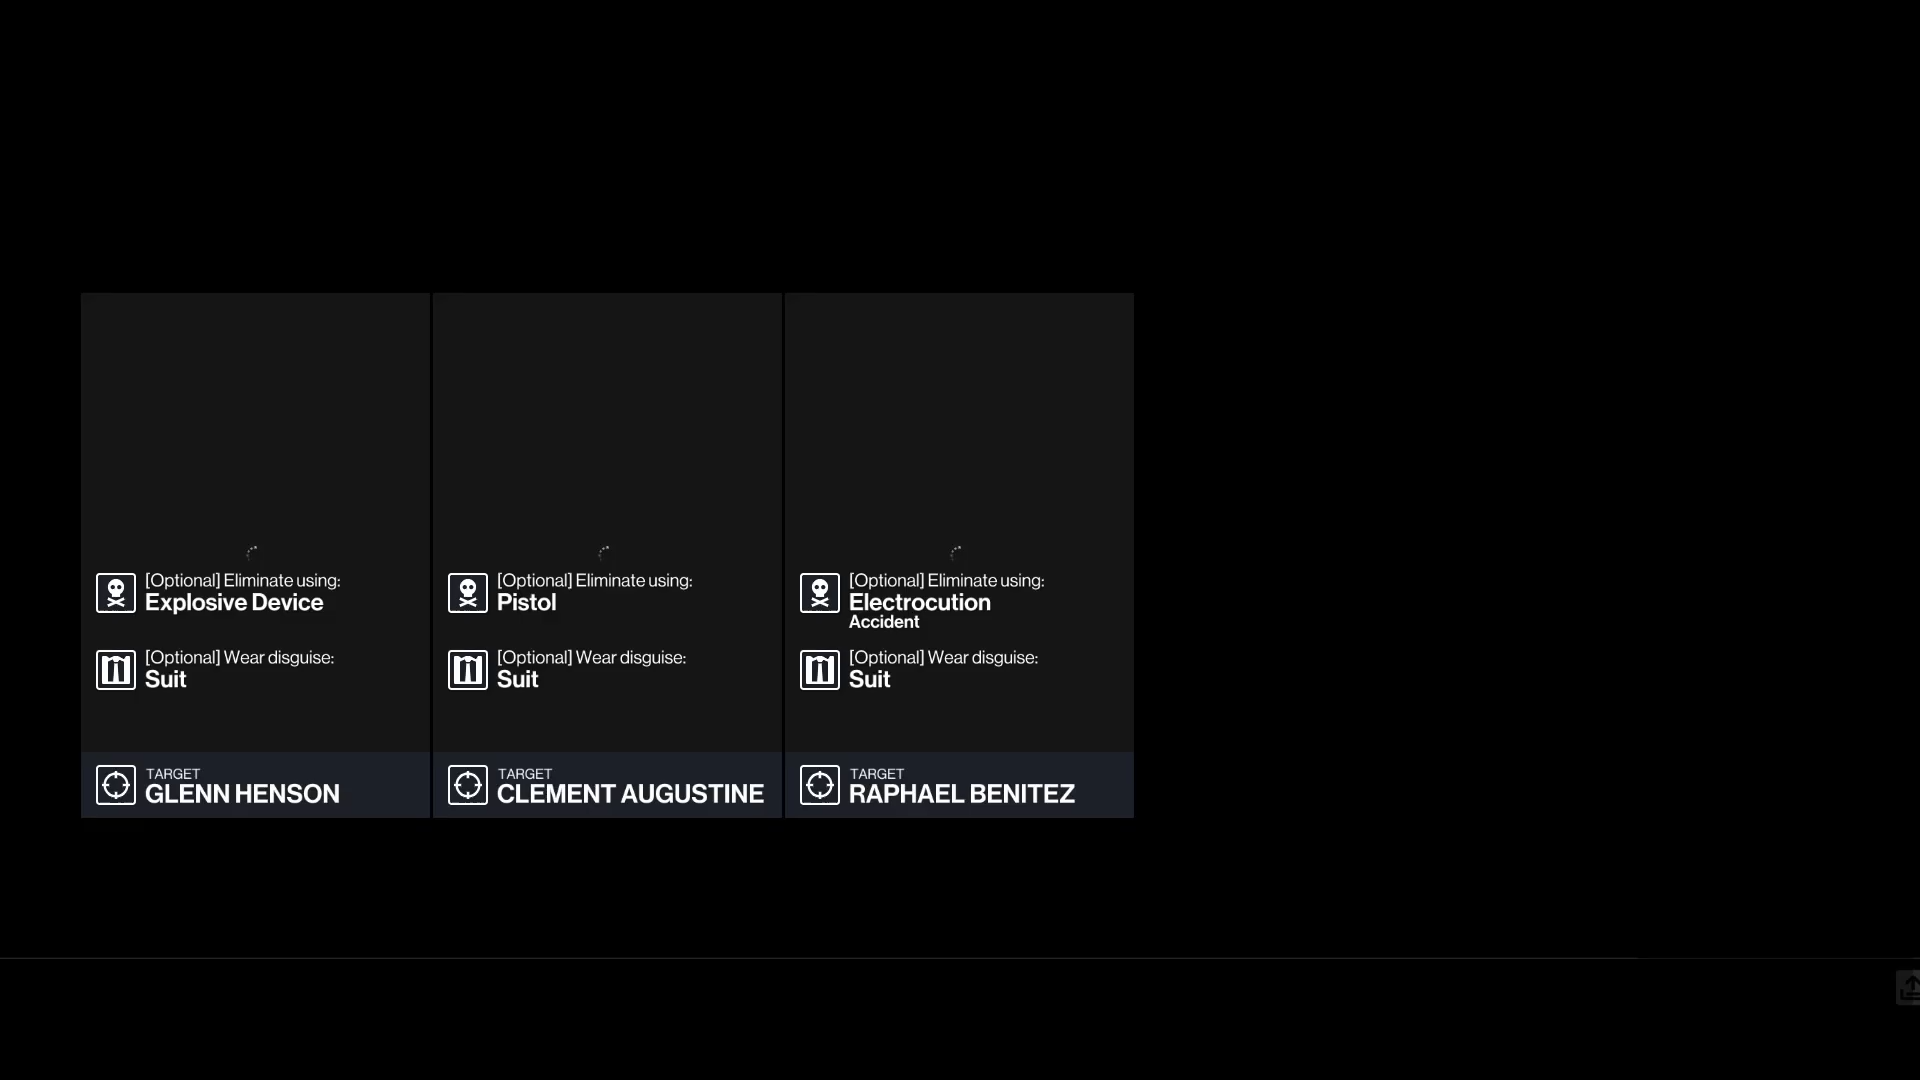 [Optional] Eliminate using:
Explosive Device
[Optional] Wear disguise:
Suit
TARGET
GLENN HENSON
[Optional] Eliminate using:
Pistol
[Optional] Wear disguise:
Suit
TARGET
CLEMENT AUGUSTINE
[Optional] Eliminate using:
Electrocution
Accident
[Optional] Wear disguise:
Suit
TARGET
RAPHAEL BENITEZ